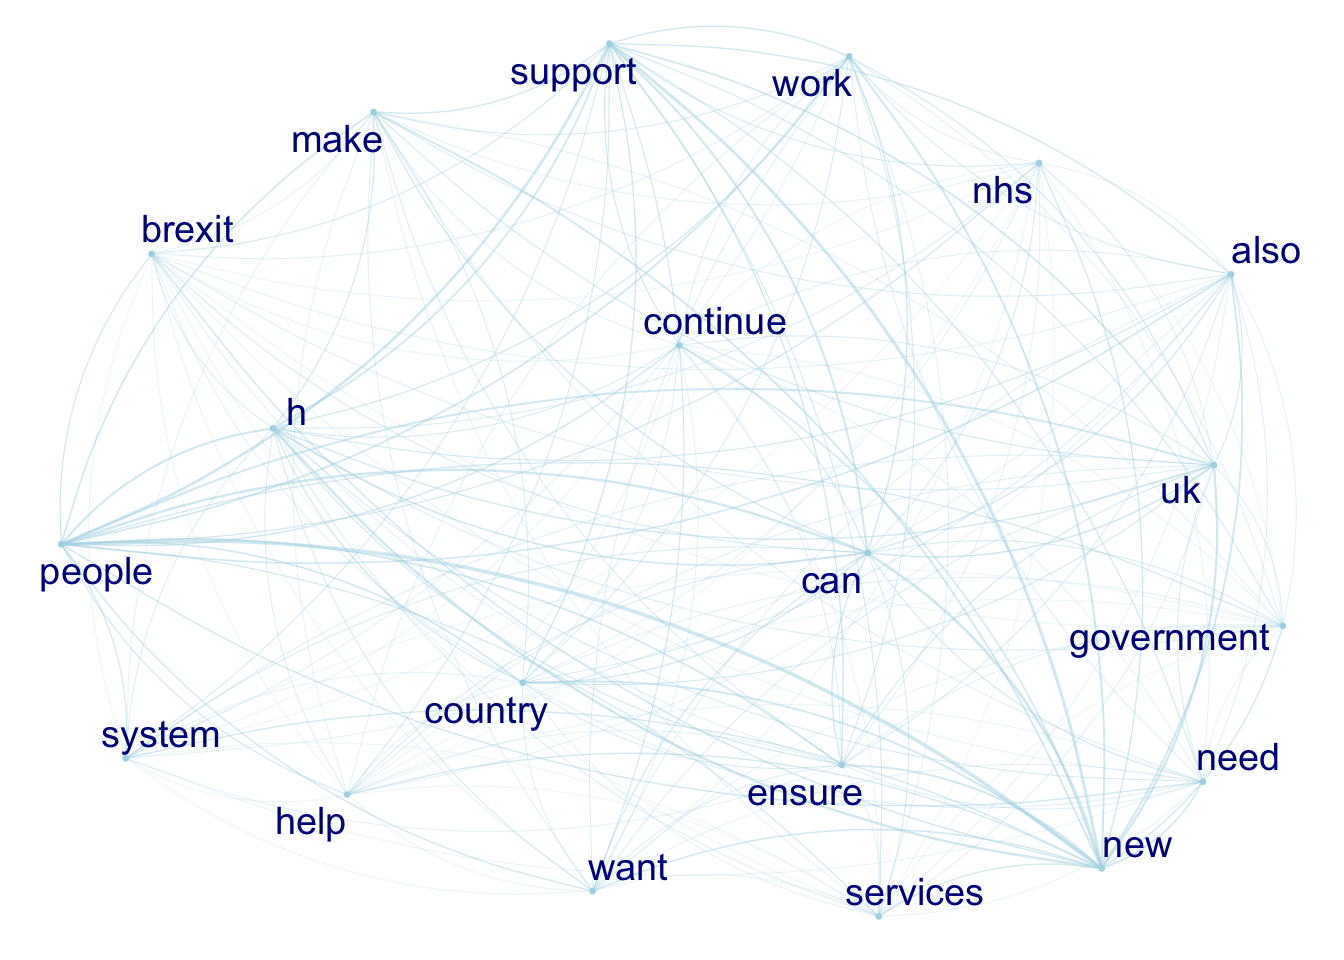 support
work
make
nhs
brexit
also
continue
h
uk
people
can
government
country
system
need
ensure
help
new
want
services